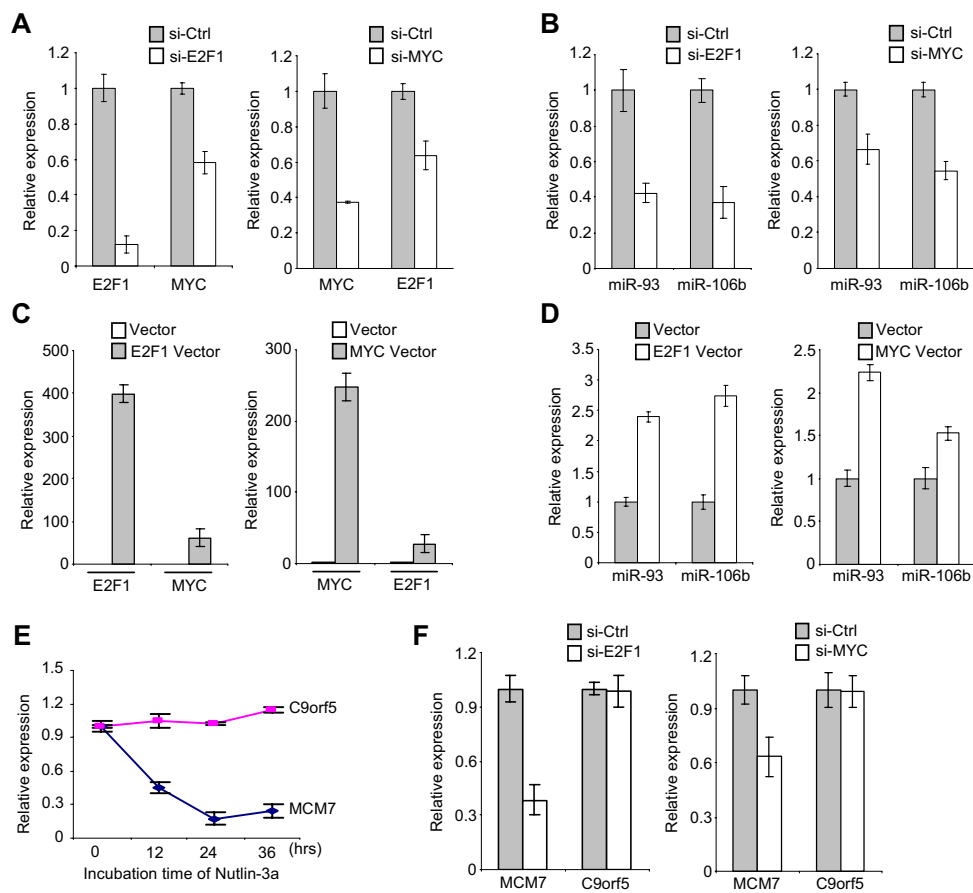 A
si-Ctrl
si-E2F1
Relative expression
1.2
1
0.8
0.6
0.4
0.2
0
E2F1 MYC
si-Ctrl
si-MYC
Relative expression
1.2
1
0.8
0.6
0.4
0.2
0
MYC E2F1
B
si-Ctrl
si-E2F1
Relative expression
1.2
1
0.8
0.6
0.4
0.2
0
miR-93 miR-106b
si-Ctrl
si-MYC
Relative expression
1.2
1
0.8
0.6
0.4
0.2
0
miR-93 miR-106b
C
Vector
E2F1 Vector
Relative expression
500
400
300
200
100
0
E2F1 MYC
Vector
MYC Vector
Relative expression
300
200
100
0
MYC E2F1
D
Vector
E2F1 Vector
Relative expression
3.5
3
2.5
2
1.5
1
0.5
0
miR-93 miR-106b
Vector
MYC Vector
Relative expression
2.5
2
1.5
1
0.5
0
miR-93 miR-106b
E
Relative expression
1.5
1.2
0.9
0.6
0.3
0
C9orf5
MCM7
0 12 24 36 (hrs)
Incubation time of Nutlin-3a
F
si-Ctrl
si-E2F1
Relative expression
1.2
0.9
0.6
0.3
0
MCM7 C9orf5
si-Ctrl
si-MYC
Relative expression
1.2
0.9
0.6
0.3
0
MCM7 C9orf5